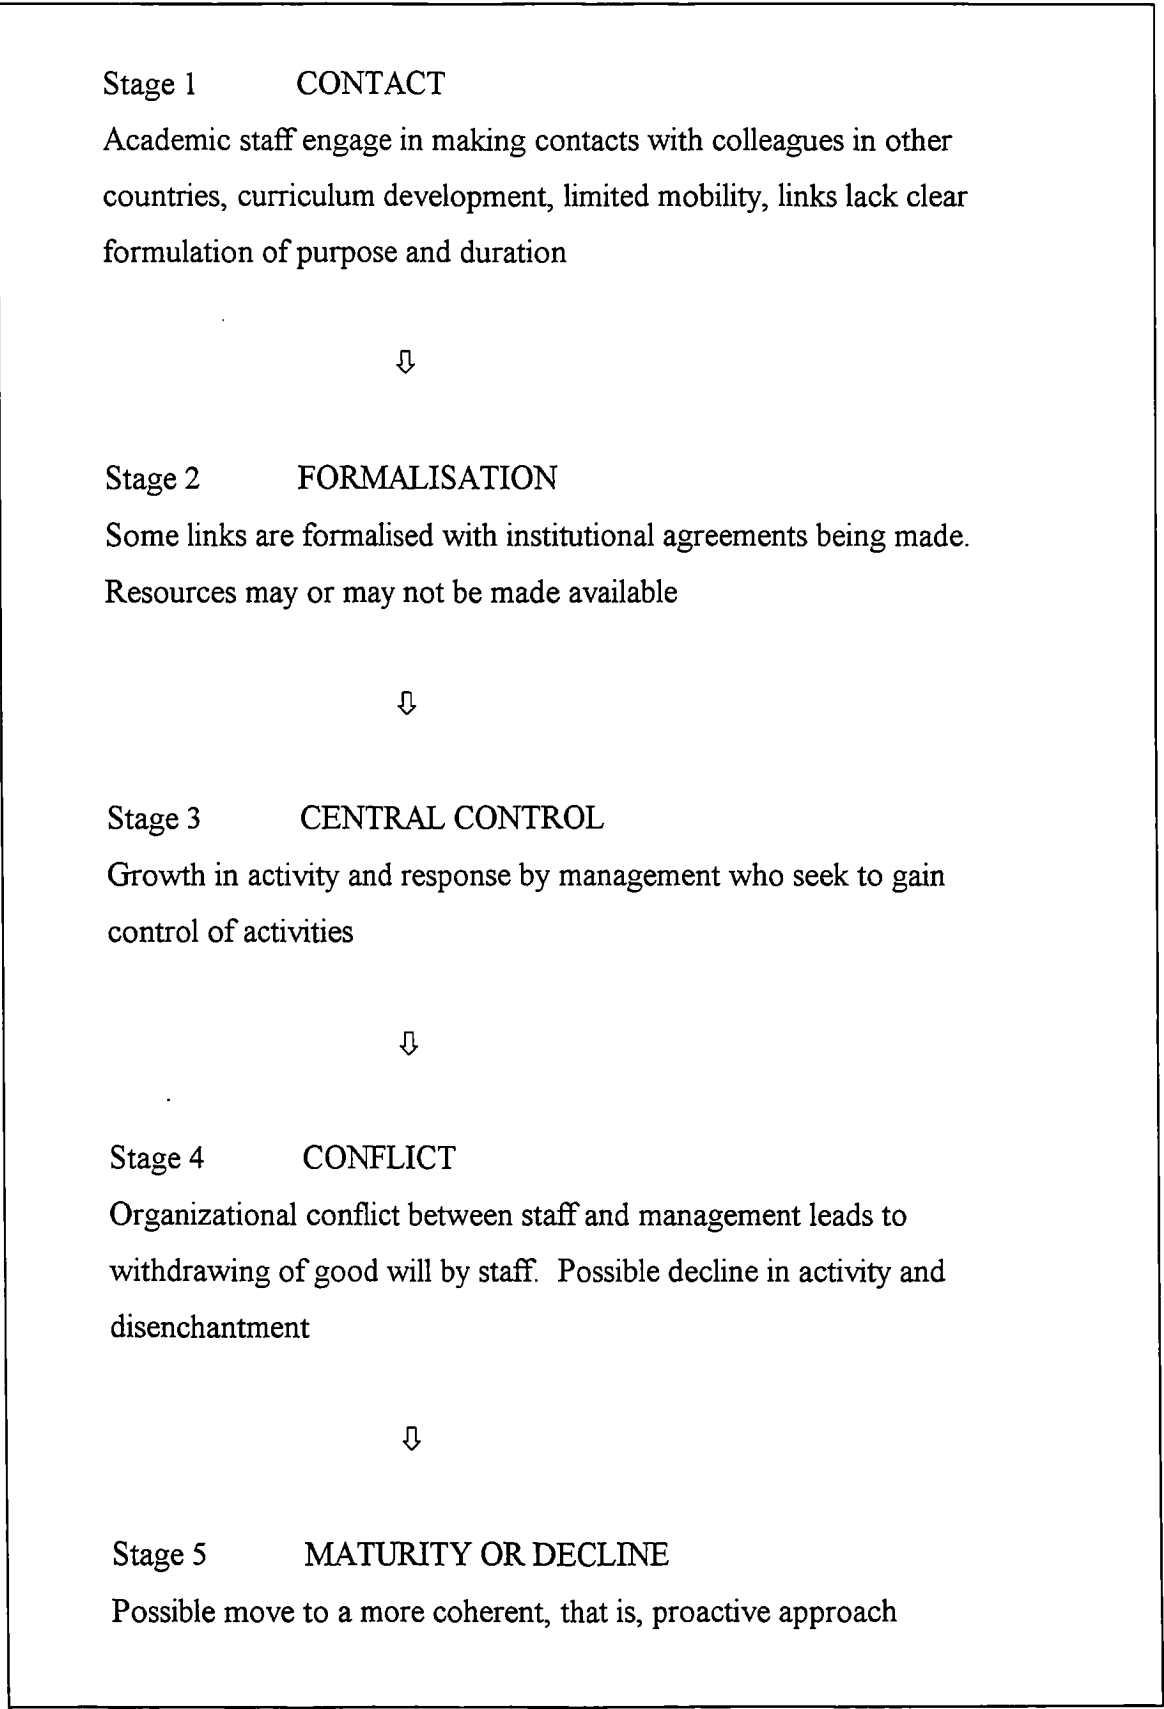 Stage 1 CONTACT
Academic staff engage in making contacts with colleagues in other
countries, curriculum development, limited mobility, links lack clear
formulation of purpose and duration
⇩
Stage 2 FORMALISATION
Some links are formalised with institutional agreements being made.
Resources may or may not be made available
⇩
Stage 3 CENTRAL CONTROL
Growth in activity and response by management who seek to gain
control of activities
⇩
Stage 4 CONFLICT
Organizational conflict between staff and management leads to
withdrawing of good will by staff. Possible decline in activity and
disenchantment
⇩
Stage 5 MATURITY OR DECLINE
Possible move to a more coherent, that is, proactive approach